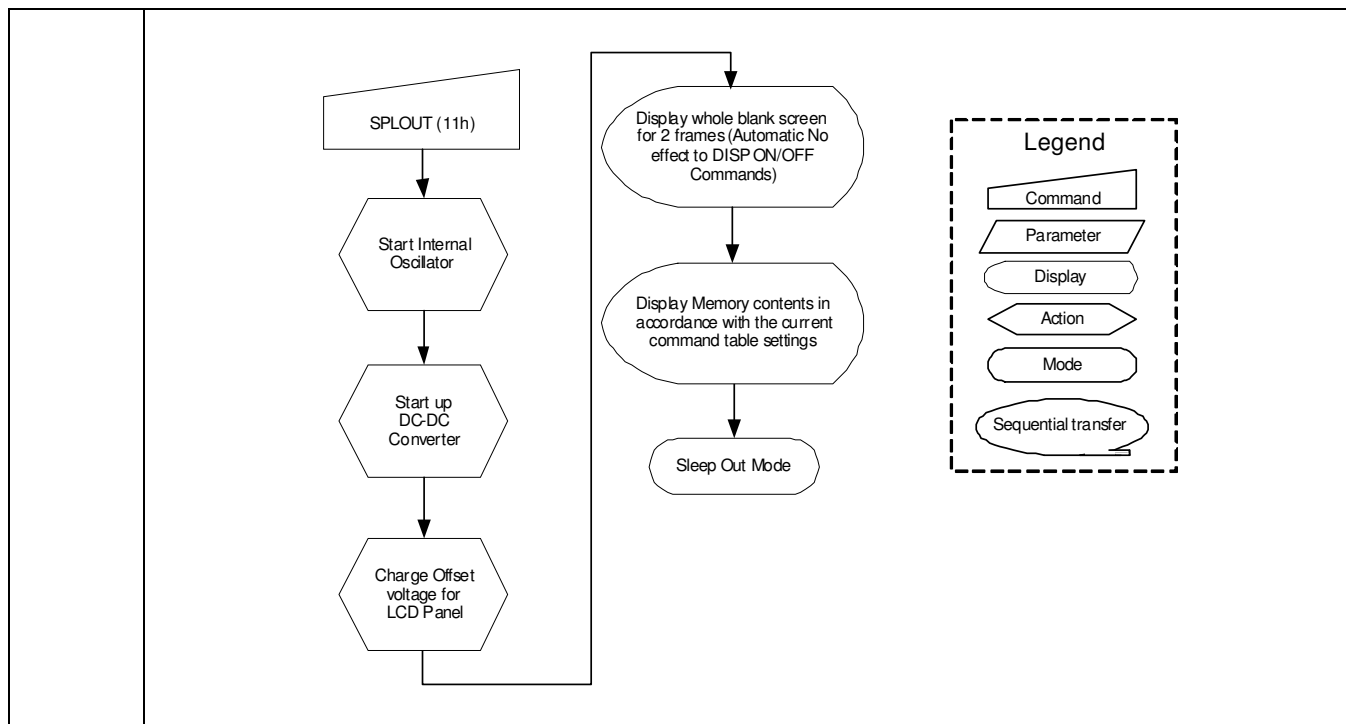 SPLOUT (11h)
Start Internal
Oscillator
Start up
DC-DC
Converter
Charge Offset
voltage for
LCD Panel
Display whole blank screen
for 2 frames (Automatic No
effect to DISP ON/OFF
Commands)
Display Memory contents in
accordance with the current
command table settings
Sleep Out Mode
Legend
Command
Parameter
Display
Action
Mode
Sequential transfer